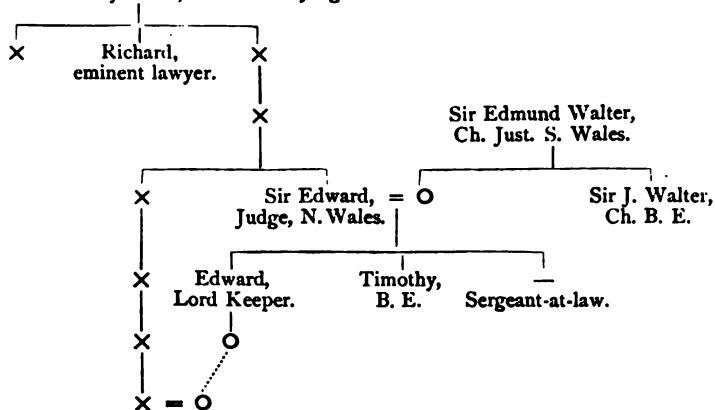 Richard,
eminent lawyer.
Sir Edmund Walter,
Ch. Just. S. Wales.
Sir Edward, =
Judge, N. Wales.
Sir J. Walter,
Ch. B. E.
Edward,
Lord Keeper.
Timothy,
B. E.
—
Sergeant-at-law.